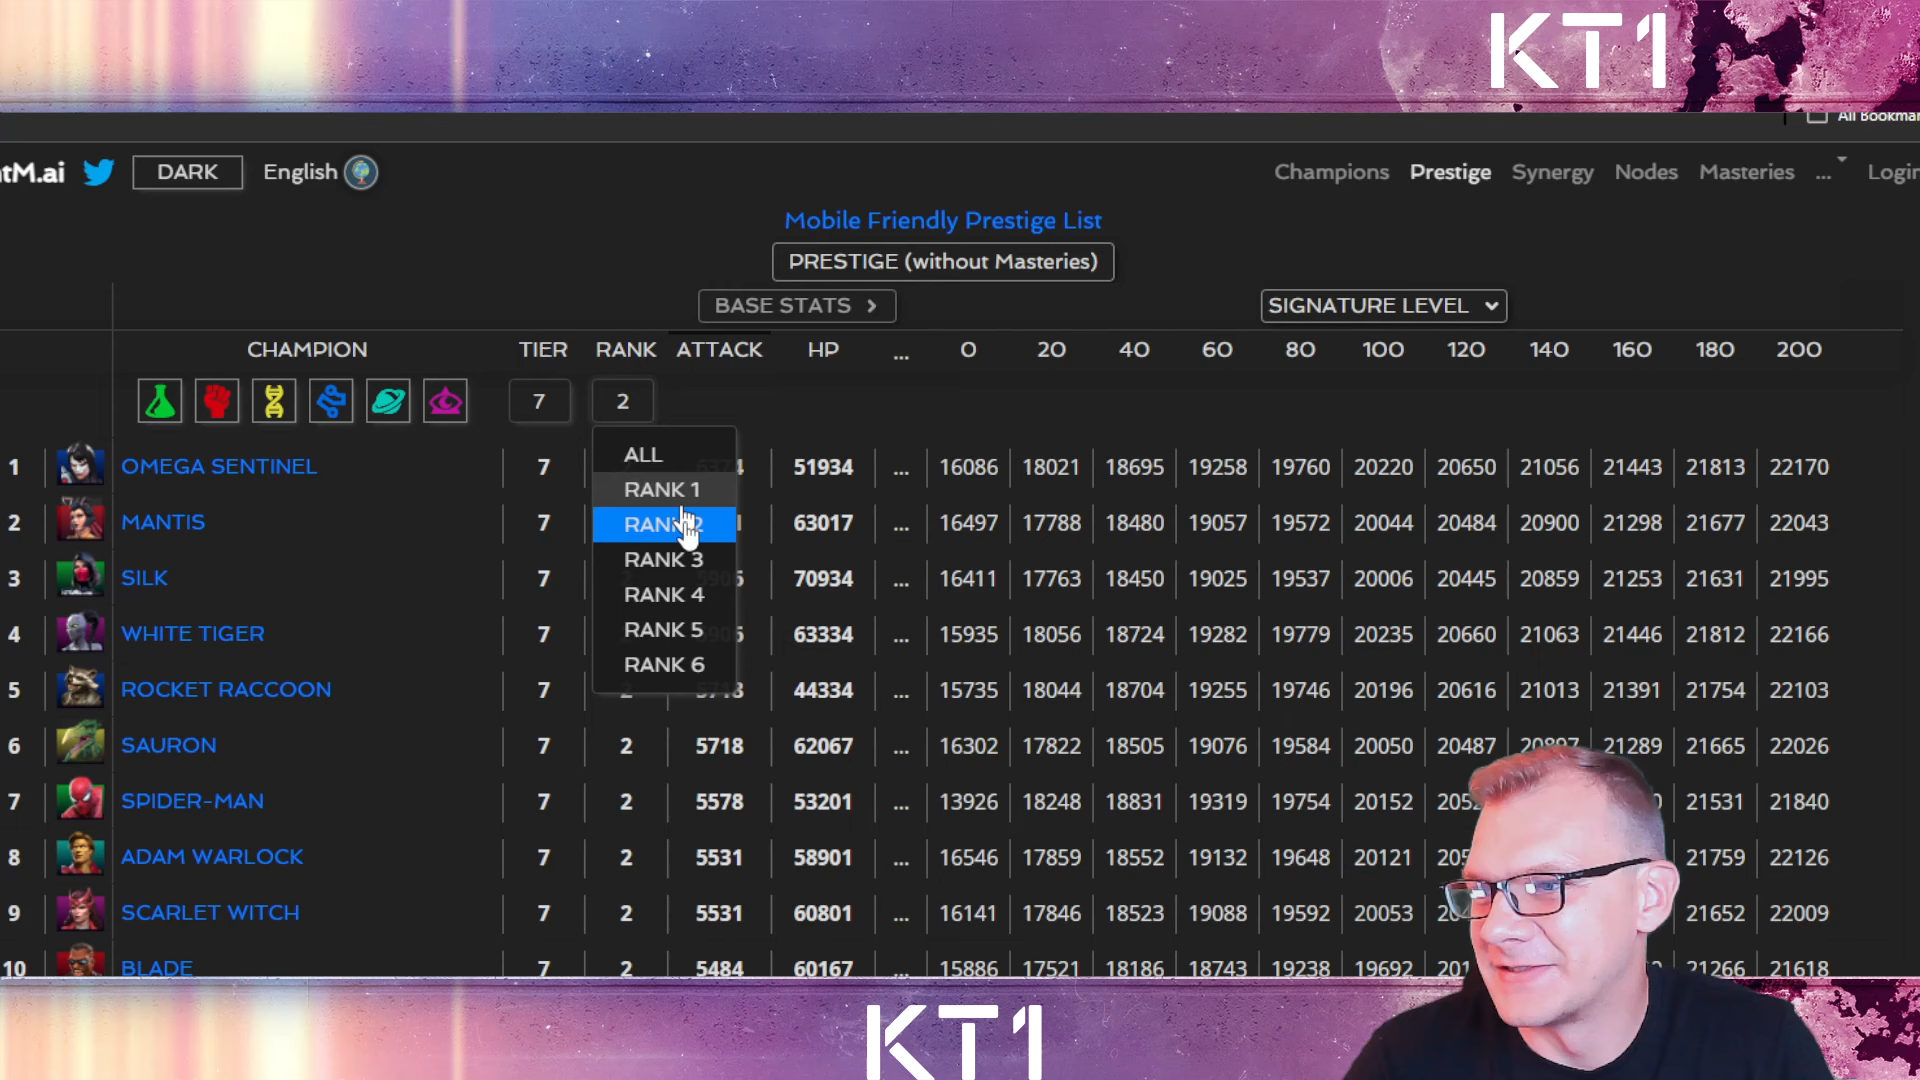 KT1
All Bookmar
ntM.ai DARK English Champions Prestige Synergy Nodes Masteries ... Login
Mobile Friendly Prestige List
PRESTIGE (without Masteries)
BASE STATS > SIGNATURE LEVEL
CHAMPION TIER RANK ATTACK HP ... 0 20 40 60 80 100 120 140 160 180 200
7 2
ALL
RANK 1
RANK 2
RANK 3
RANK 4
RANK 5
RANK 6
1 OMEGA SENTINEL 7 51934 ... 16086 18021 18695 19258 19760 20220 20650 21056 21443 21813 22170
2 MANTIS 7 63017 ... 16497 17788 18480 19057 19572 20044 20484 20900 21298 21677 22043
3 SILK 7 70934 ... 16411 17763 18450 19025 19537 20006 20445 20859 21253 21631 21995
4 WHITE TIGER 7 63334 ... 15935 18056 18724 19282 19779 20235 20660 21063 21446 21812 22166
5 ROCKET RACCOON 7 2 5718 44334 ... 15735 18044 18704 19255 19746 20196 20616 21013 21391 21754 22103
6 SAURON 7 2 5718 62067 ... 16302 17822 18505 19076 19584 20050 20487 20897 21289 21665 22026
7 SPIDER-MAN 7 2 5578 53201 ... 13926 18248 18831 19319 19754 20152 21531 21840
8 ADAM WARLOCK 7 2 5531 58901 ... 16546 17859 18552 19132 19648 20121 21759 22126
9 SCARLET WITCH 7 2 5531 60801 ... 16141 17846 18523 19088 19592 20053 21652 22009
10 BLADE 7 2 5484 60167 ... 15886 17521 18186 18743 19238 19692 21266 21618
KT1